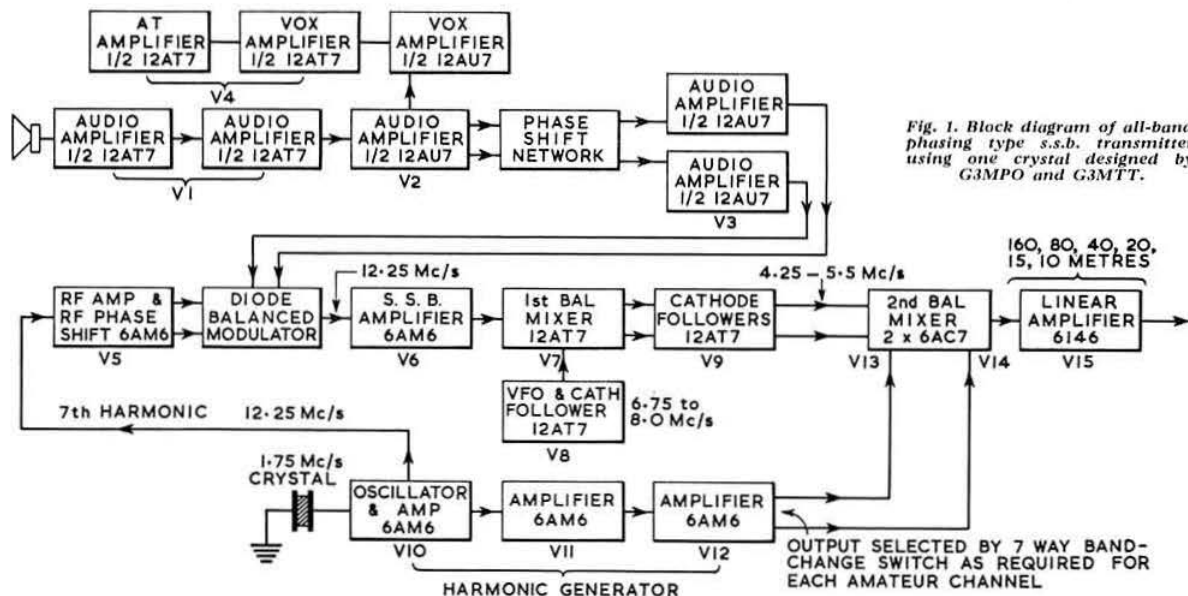 AT
AMPLIFIER
1/2 12AT7
VOX
AMPLIFIER
1/2 12AT7
VOX
AMPLIFIER
1/2 12AU7
V4
AUDIO
AMPLIFIER
1/2 12AT7
AUDIO
AMPLIFIER
1/2 12AT7
V1
AUDIO
AMPLIFIER
1/2 12AU7
V2
PHASE
SHIFT
NETWORK
AUDIO
AMPLIFIER
1/2 12AU7
AUDIO
AMPLIFIER
1/2 12AU7
V3
Fig. 1. Block diagram of all-band
phasing type s.s.b. transmitter
using one crystal designed by
G3MPO and G3MTT.
RF AMP &
RF PHASE
SHIFT 6AM6
V5
DIODE
BALANCED
MODULATOR
12·25 Mc/s
S. S. B.
AMPLIFIER
6AM6
V6
1st BAL
MIXER
12AT7
V7
CATHODE
FOLLOWERS
12AT7
V9
4·25 – 5·5 Mc/s
2nd BAL
MIXER
2 x 6AC7
V13
V14
160, 80, 40, 20,
15, 10 METRES
LINEAR
AMPLIFIER
6146
V15
VFO & CATH
FOLLOWER
12AT7
V8
6·75 to
8·0 Mc/s
7th HARMONIC 12·25 Mc/s
1·75 Mc/s
CRYSTAL
OSCILLATOR
& AMP
6AM6
V10
AMPLIFIER
6AM6
V11
AMPLIFIER
6AM6
V12
HARMONIC GENERATOR
OUTPUT SELECTED BY 7 WAY BAND-
CHANGE SWITCH AS REQUIRED FOR
EACH AMATEUR CHANNEL